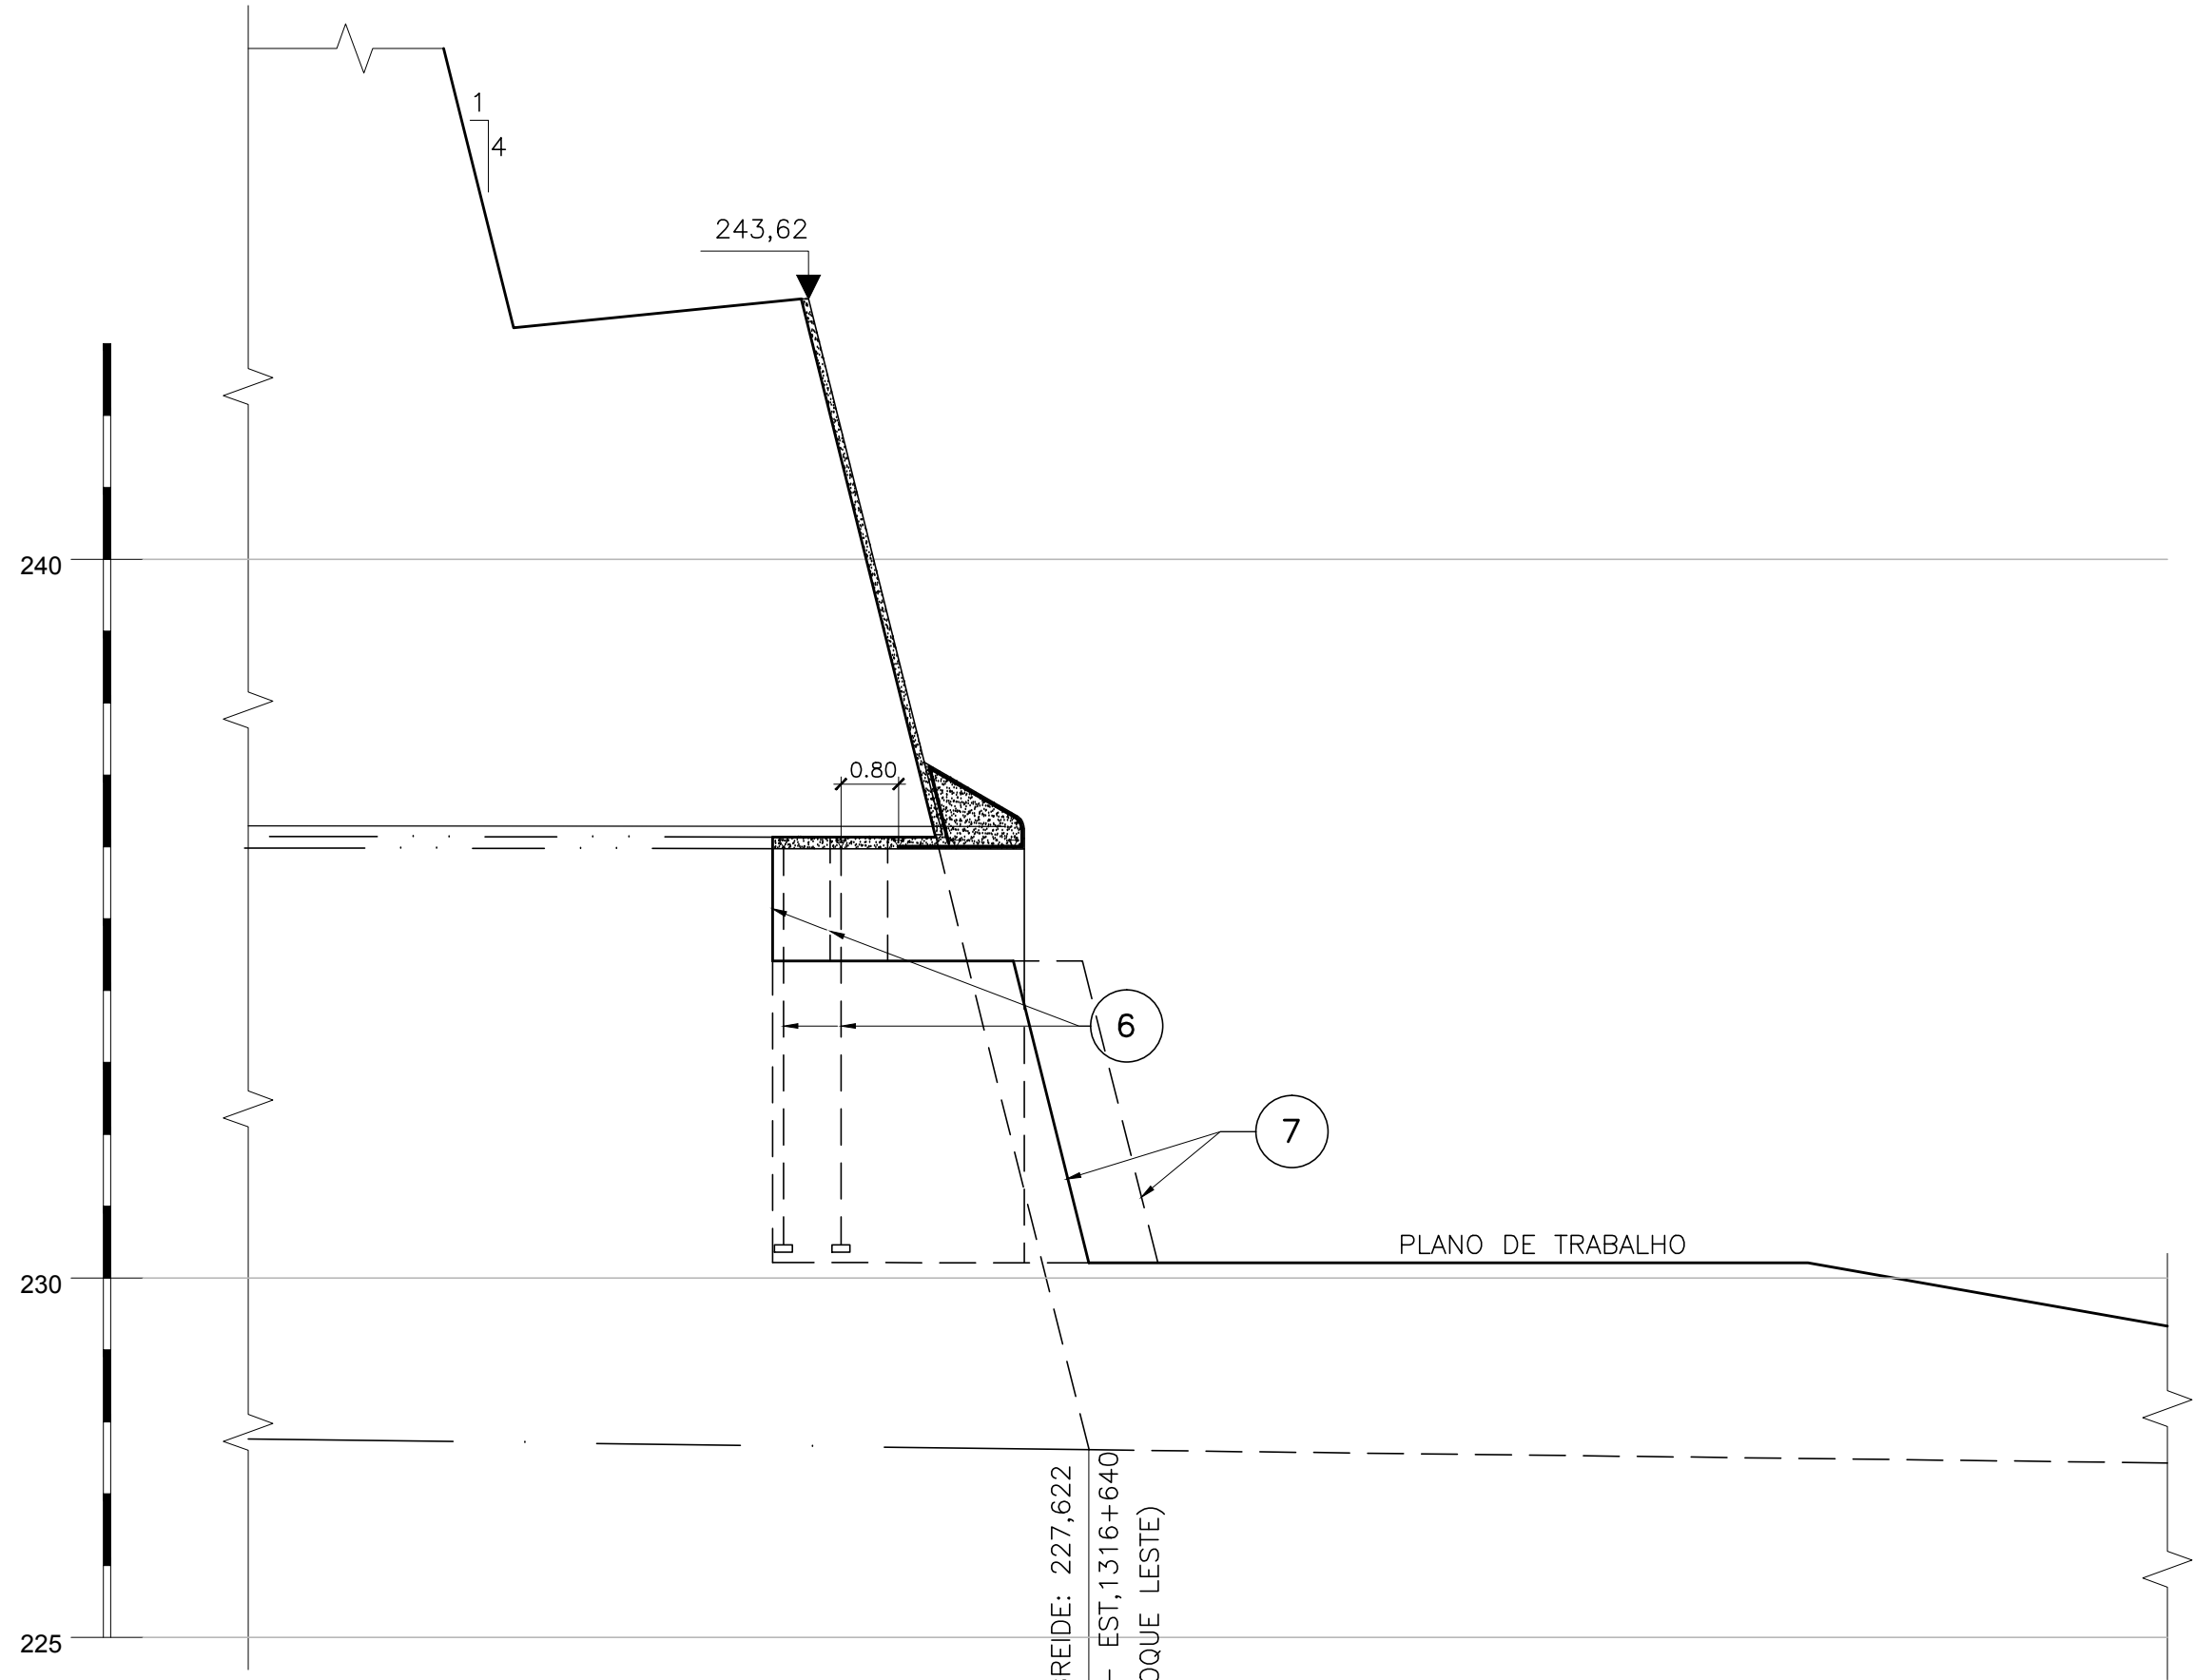 1
4
243,62
240
0.80
6
7
PLANO DE TRABALHO
230
REIDE: 227,622
- EST,1316+640
OQUE LESTE)
225